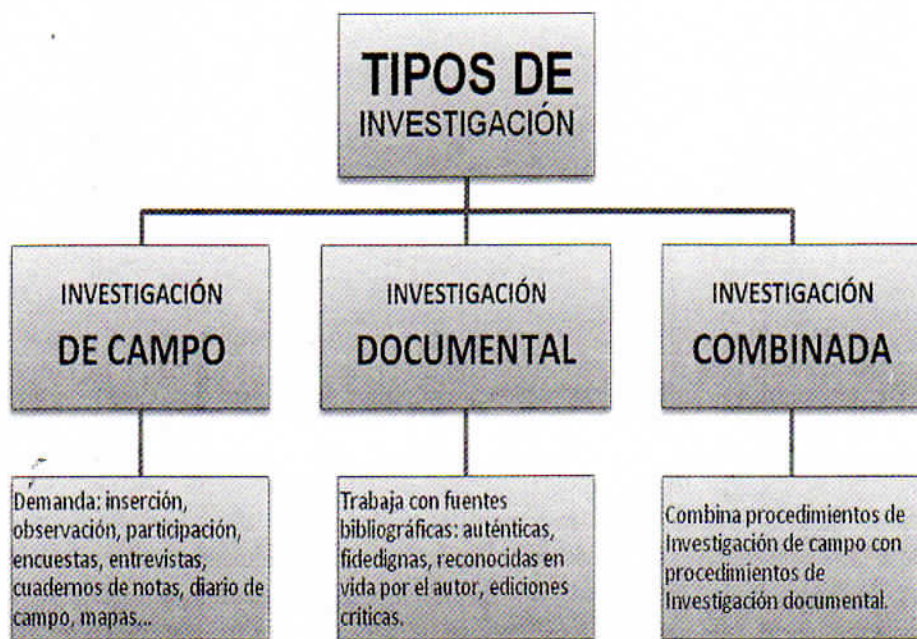 TIPOS DE
INVESTIGACIÓN
INVESTIGACIÓN
DE CAMPO
INVESTIGACIÓN
DOCUMENTAL
INVESTIGACIÓN
COMBINADA
Demanda: inserción,
observación, participación,
encuestas, entrevistas,
cuadernos de notas, diario de
campo, mapas...
Trabaja con fuentes
bibliográficas: auténticas,
fidedignas, reconocidas en
vida por el autor, ediciones
críticas.
Combina procedimientos de
Investigación de campo con
procedimientos de
Investigación documental.